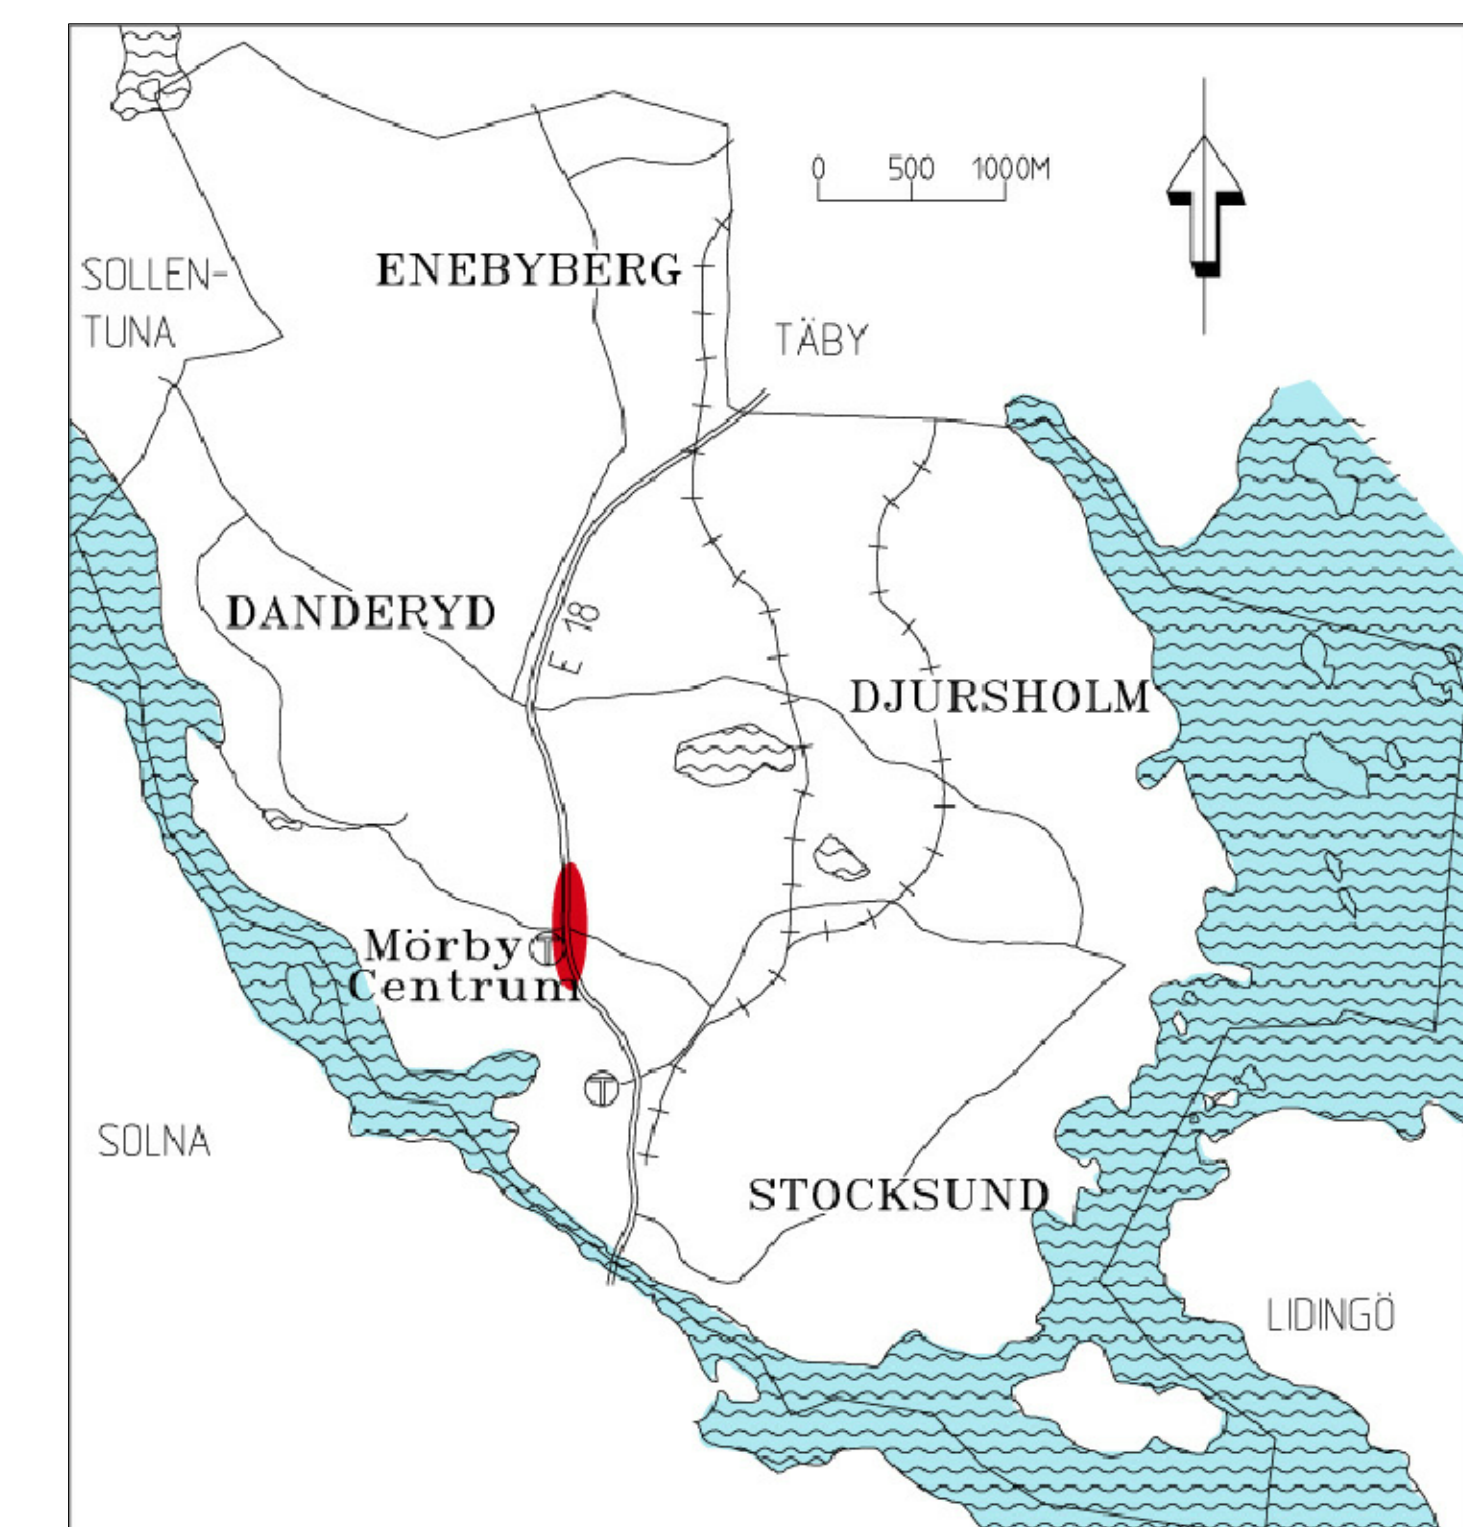 0 500 1000M
ENEBYBERG
SOLLEN-
TUNA
TÄBY
DANDERYD
E 18
DJURSHOLM
Mörby T
Centrum
T
SOLNA
STOCKSUND
LIDINGÖ